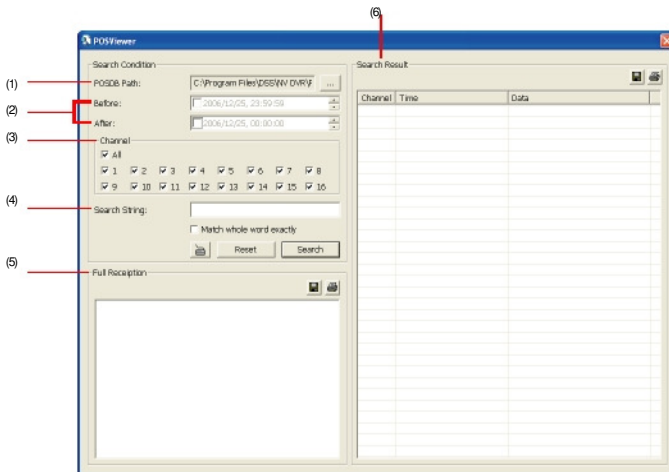 (6)
POSViewer
Search Condition
(1)
POSDB Path:
C:\Program Files\DSS\NV DVR\F
...
(2)
Before:
2006/12/25, 23:59:59
After:
2006/12/25, 00:00:00
(3)
Channel
All
1 2 3 4 5 6 7 8
9 10 11 12 13 14 15 16
(4)
Search String:
Match whole word exactly
Reset
Search
(5)
Full Receiption
Search Result
Channel Time Data